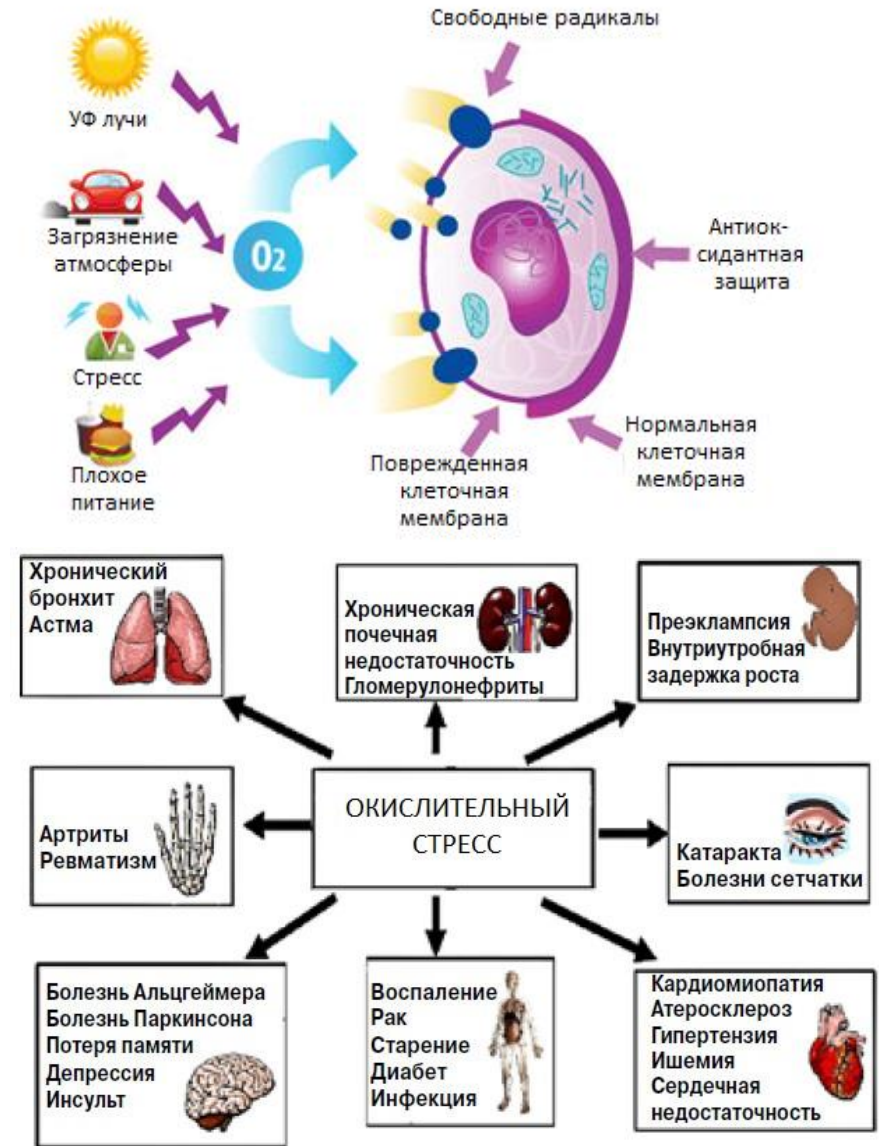 Свободные радикалы
УФ лучи
Загрязнение
атмосферы
O2
Стресс
Плохое
питание
Антиок-
сидантная
защита
Нормальная
клеточная
мембрана
Поврежденная
клеточная
мембрана
Хронический
бронхит
Астма
Хроническая
почечная
недостаточность
Гломерулонефриты
Преэклампсия
Внутриутробная
задержка роста
Артриты
Ревматизм
ОКИСЛИТЕЛЬНЫЙ
СТРЕСС
Катаракта
Болезни сетчатки
Болезнь Альцгеймера
Болезнь Паркинсона
Потеря памяти
Депрессия
Инсульт
Воспаление
Рак
Старение
Диабет
Инфекция
Кардиомиопатия
Атеросклероз
Гипертензия
Ишемия
Сердечная
недостаточность